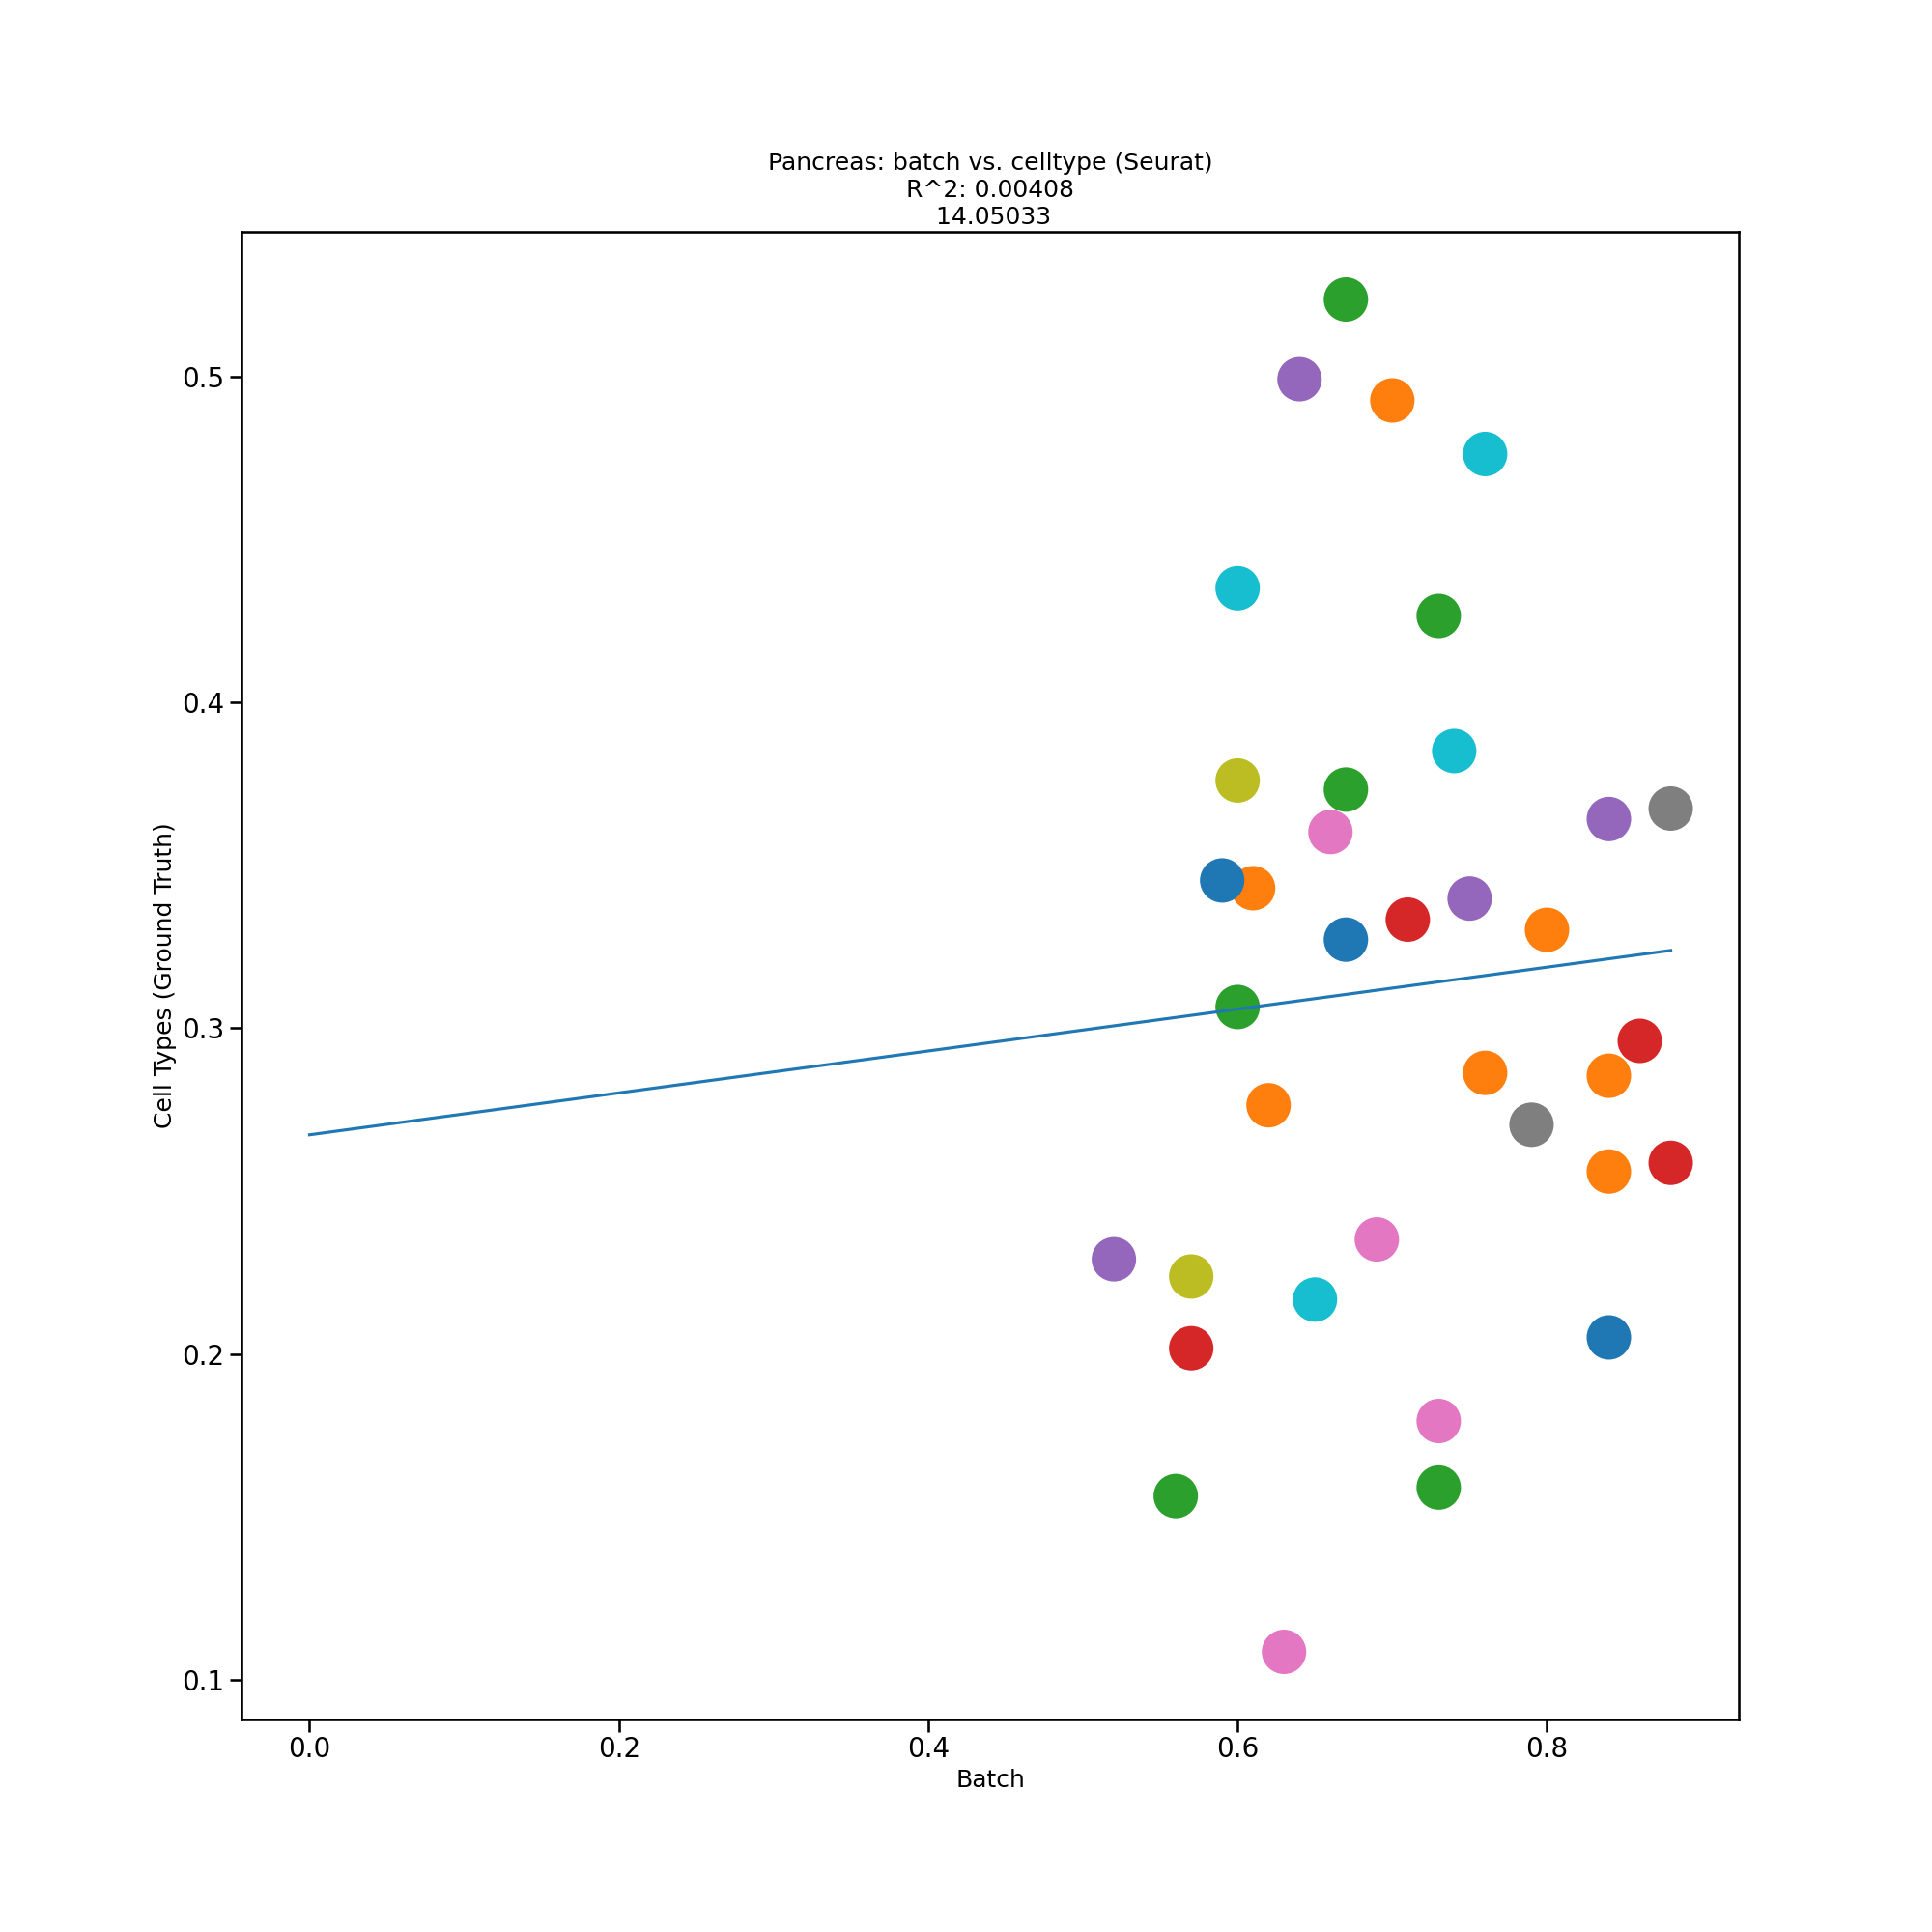 Pancreas: batch vs. celltype (Seurat)
R^2: 0.00408
14.05033
Cell Types (Ground Truth)
0.5
0.4
0.3
0.2
0.1
0.0 0.2 0.4 0.6 0.8
Batch